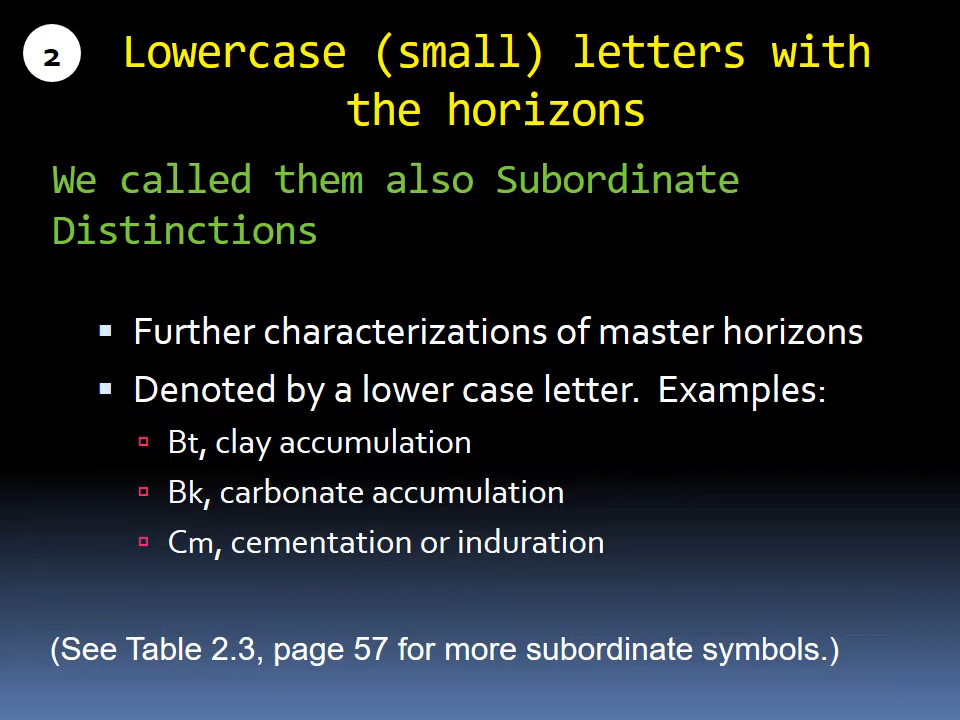 2
Lowercase (small) letters with
the horizons
We called them also Subordinate
Distinctions
▪ Further characterizations of master horizons
▪ Denoted by a lower case letter.  Examples:
▫ Bt, clay accumulation
▫ Bk, carbonate accumulation
▫ Cm, cementation or induration
(See Table 2.3, page 57 for more subordinate symbols.)